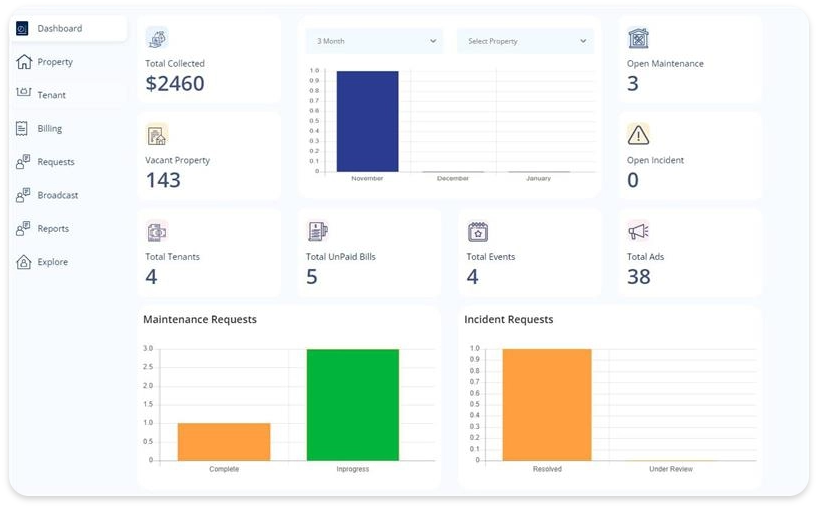 Dashboard
Property
Tenant
Billing
Requests
Broadcast
Reports
Explore
Total Collected
$2460
3 Month
Select Property
1.0
0.9
0.8
0.7
0.6
0.5
0.4
0.3
0.2
0.1
0
November
December
January
Open Maintenance
3
Vacant Property
143
Open Incident
0
Total Tenants
4
Total UnPaid Bills
5
Total Events
4
Total Ads
38
Maintenance Requests
3.0
2.5
2.0
1.5
1.0
0.5
0
Complete
Inprogress
Incident Requests
1.0
0.9
0.8
0.7
0.6
0.5
0.4
0.3
0.2
0.1
0
Resolved
Under Review